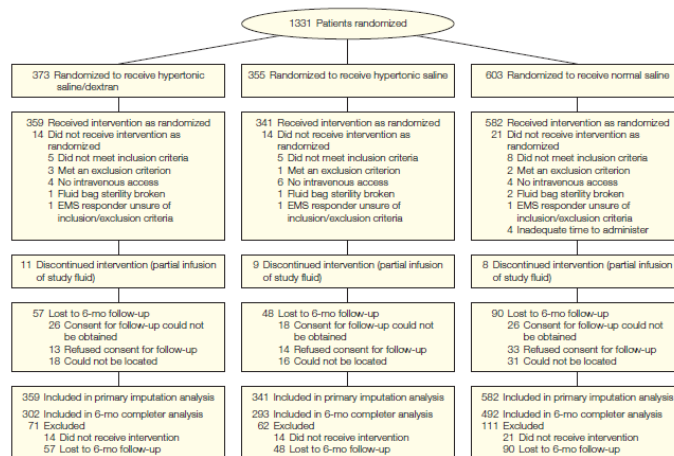 1331 Patients randomized
373 Randomized to receive hypertonic
saline/dextran
355 Randomized to receive hypertonic saline
603 Randomized to receive normal saline
359 Received intervention as randomized
14 Did not receive intervention as
randomized
5 Did not meet inclusion criteria
3 Met an exclusion criterion
4 No intravenous access
1 Fluid bag sterility broken
1 EMS responder unsure of
inclusion/exclusion criteria
341 Received intervention as randomized
14 Did not receive intervention as
randomized
5 Did not meet inclusion criteria
1 Met an exclusion criterion
6 No intravenous access
1 Fluid bag sterility broken
1 EMS responder unsure of
inclusion/exclusion criteria
582 Received intervention as randomized
21 Did not receive intervention as
randomized
8 Did not meet inclusion criteria
2 Met an exclusion criterion
4 No intravenous access
2 Fluid bag sterility broken
1 EMS responder unsure of
inclusion/exclusion criteria
4 Inadequate time to administer
11 Discontinued intervention (partial infusion
of study fluid)
9 Discontinued intervention (partial infusion
of study fluid)
8 Discontinued intervention (partial infusion
of study fluid)
57 Lost to 6-mo follow-up
26 Consent for follow-up could not
be obtained
13 Refused consent for follow-up
18 Could not be located
48 Lost to 6-mo follow-up
18 Consent for follow-up could not
be obtained
14 Refused consent for follow-up
16 Could not be located
90 Lost to 6-mo follow-up
26 Consent for follow-up could not
be obtained
33 Refused consent for follow-up
31 Could not be located
359 Included in primary imputation analysis
302 Included in 6-mo completer analysis
71 Excluded
14 Did not receive intervention
57 Lost to 6-mo follow-up
341 Included in primary imputation analysis
293 Included in 6-mo completer analysis
62 Excluded
14 Did not receive intervention
48 Lost to 6-mo follow-up
582 Included in primary imputation analysis
492 Included in 6-mo completer analysis
111 Excluded
21 Did not receive intervention
90 Lost to 6-mo follow-up